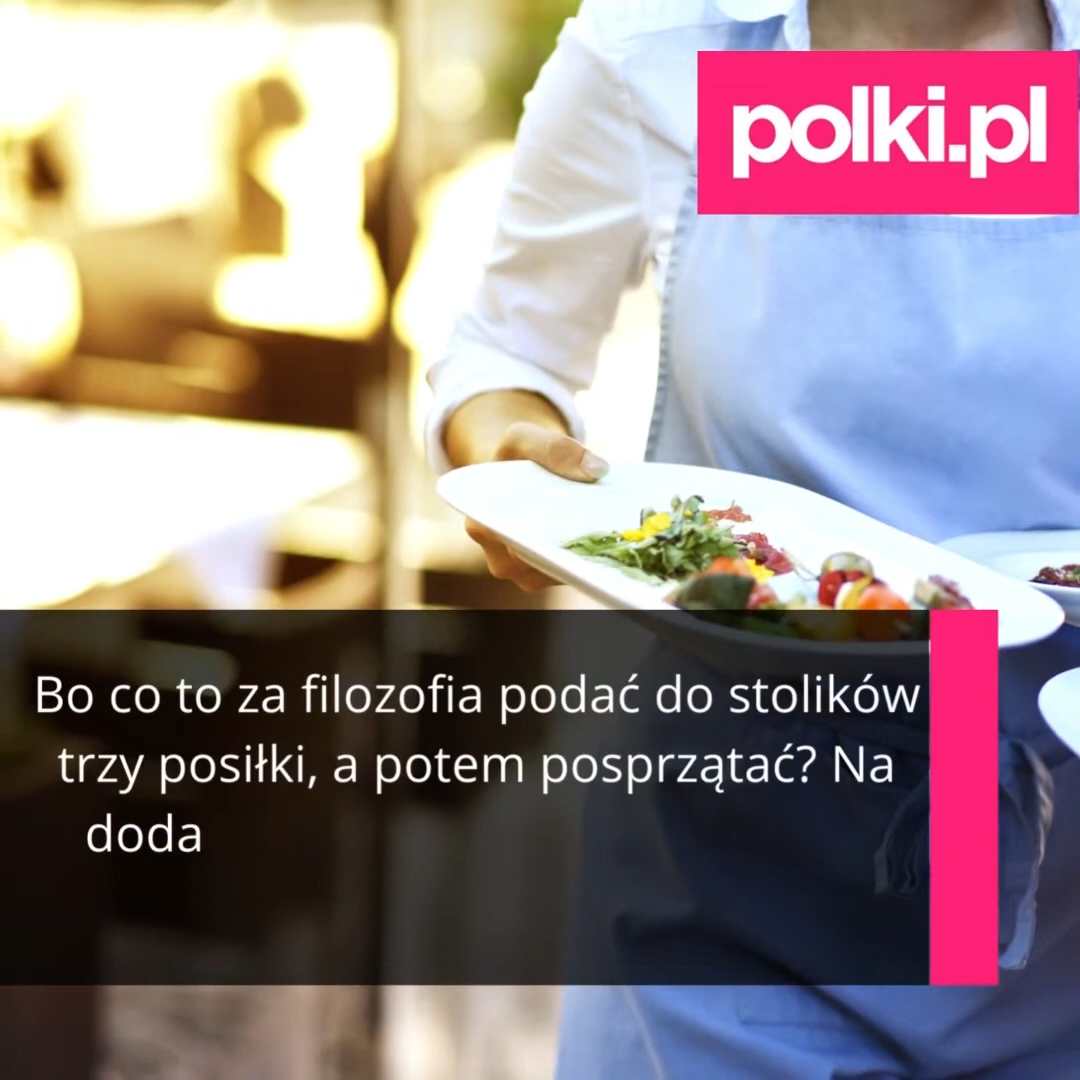 polki.pl
Bo co to za filozofia podać do stolików
trzy posiłki, a potem posprzątać? Na
doda